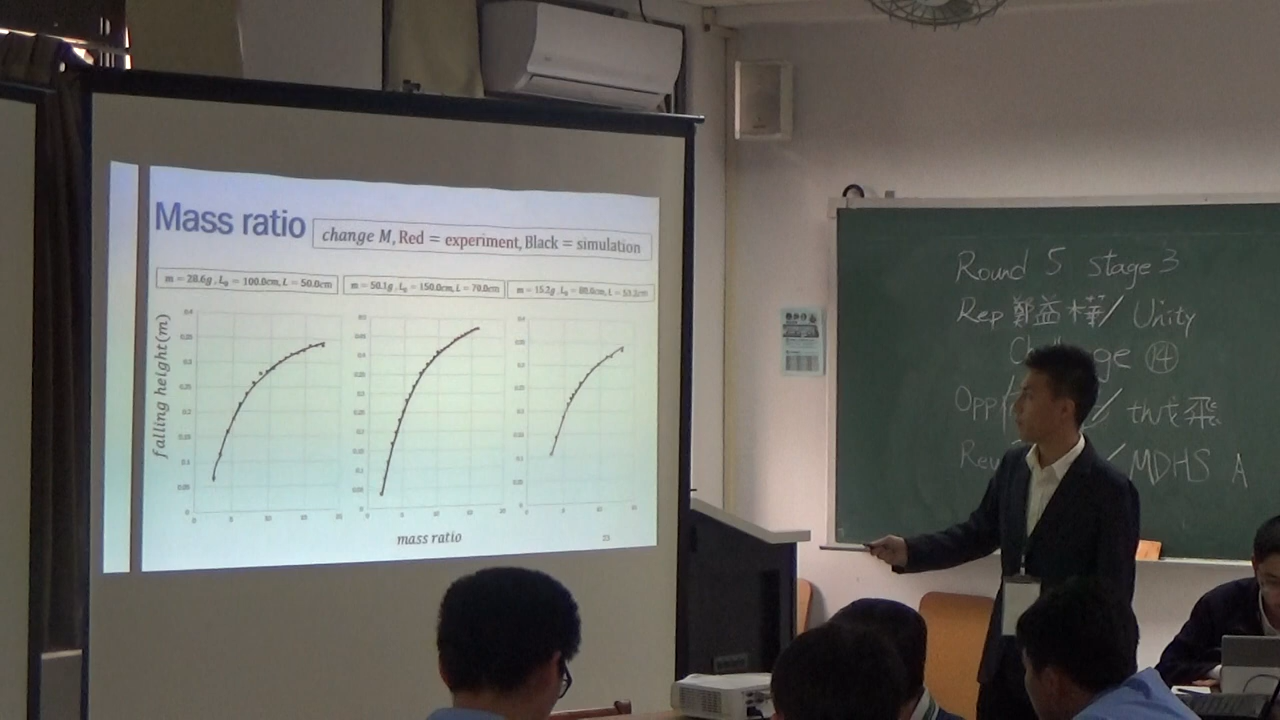 Mass ratio
change M, Red = experiment, Black = simulation
m = 28.6g, L₀ = 100.0cm, L = 50.0cm
m = 50.1g, L₀ = 150.0cm, L = 70.0cm
m = 15.2g, L₀ = 80.0cm, L =
falling height(m)
mass ratio
Round 5 stage 3
Rep 鄭益樺/ Unity
Challenge ⑭
Opp / 飛
Rev / MDHS A